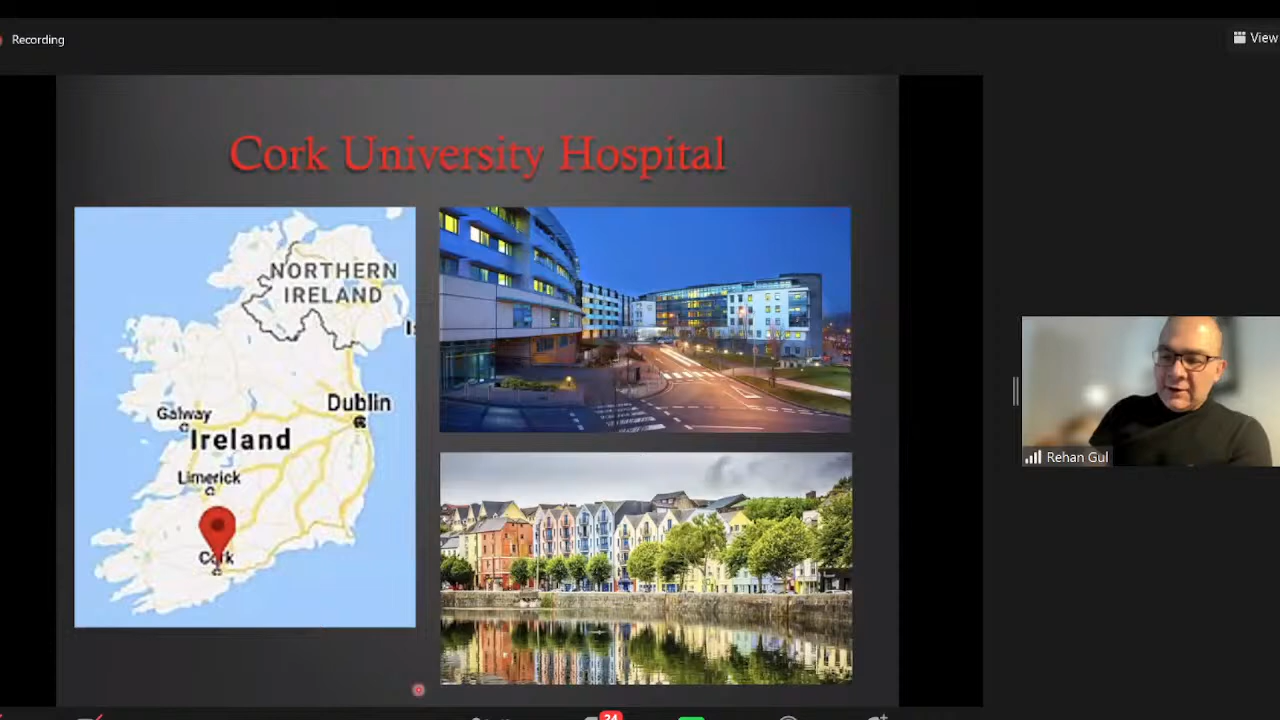 Recording
View
Cork University Hospital
NORTHERN
IRELAND
Galway
Dublin
Ireland
Limerick
Cork
Rehan Gul
24